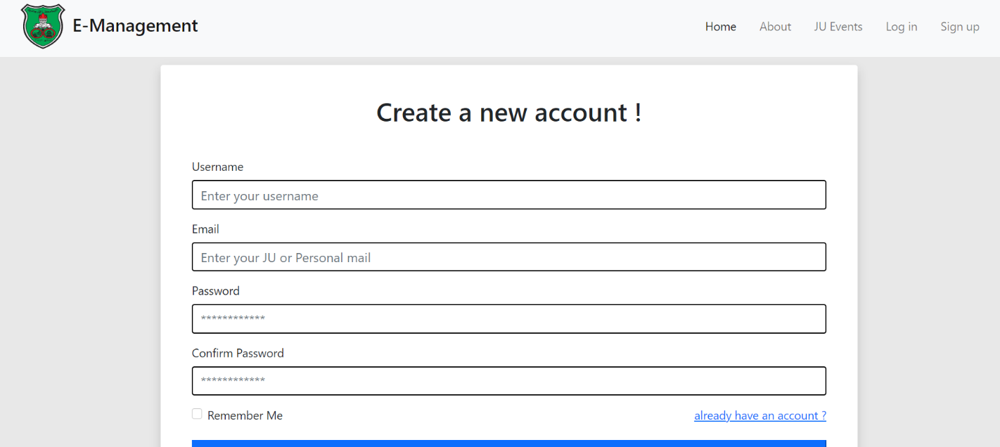 E-Management
Home About JU Events Log in Sign up
Create a new account !
Username
Enter your username
Email
Enter your JU or Personal mail
Password
************
Confirm Password
************
Remember Me already have an account ?